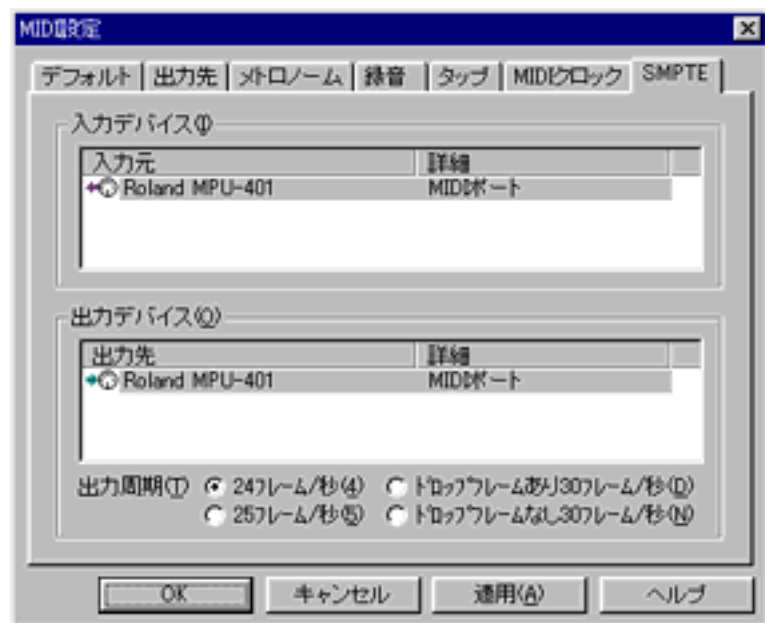 MIDI設定
デフォルト 出力先 メトロノーム 録音 タップ MIDIクロック SMPTE
入力デバイス(I)
入力元 詳細
Roland MPU-401 MIDIポート
出力デバイス(O)
出力先 詳細
Roland MPU-401 MIDIポート
出力周期(T) 24フレーム/秒(4) ドロップフレームあり30フレーム/秒(D)
25フレーム/秒(5) ドロップフレームなし30フレーム/秒(N)
OK キャンセル 適用(A) ヘルプ